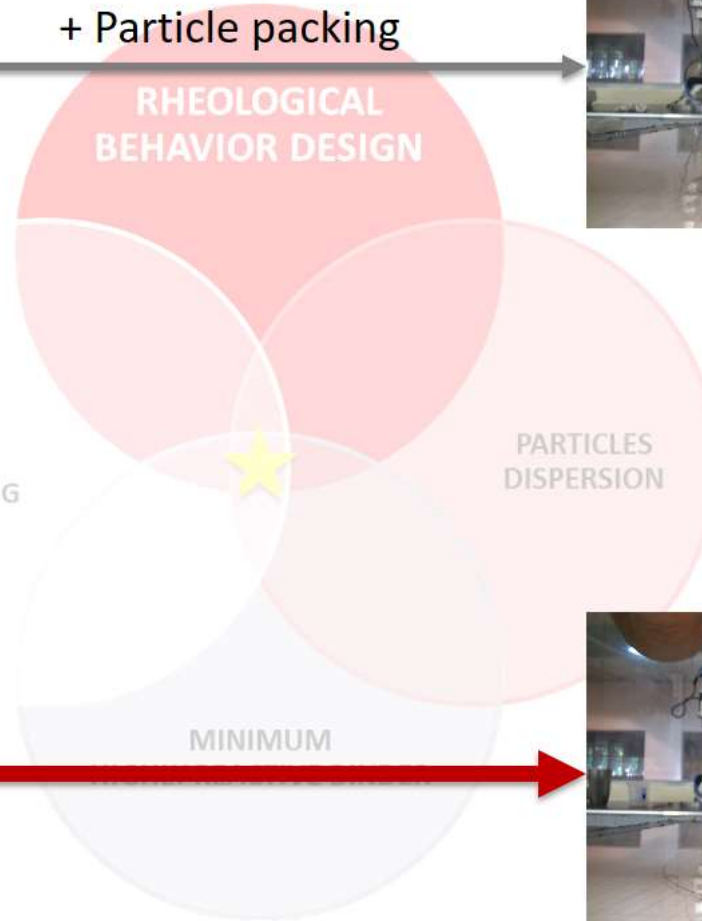 + Particle packing
RHEOLOGICAL
BEHAVIOR DESIGN
PARTICLES
DISPERSION
G
MINIMUM